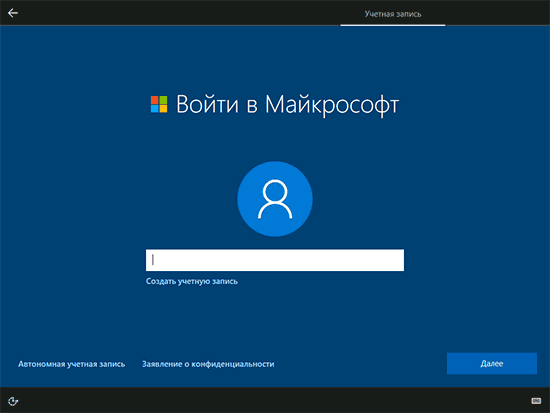 Учетная запись
Войти в Майкрософт
Создать учетную запись
Автономная учетная запись
Заявление о конфиденциальности
Далее